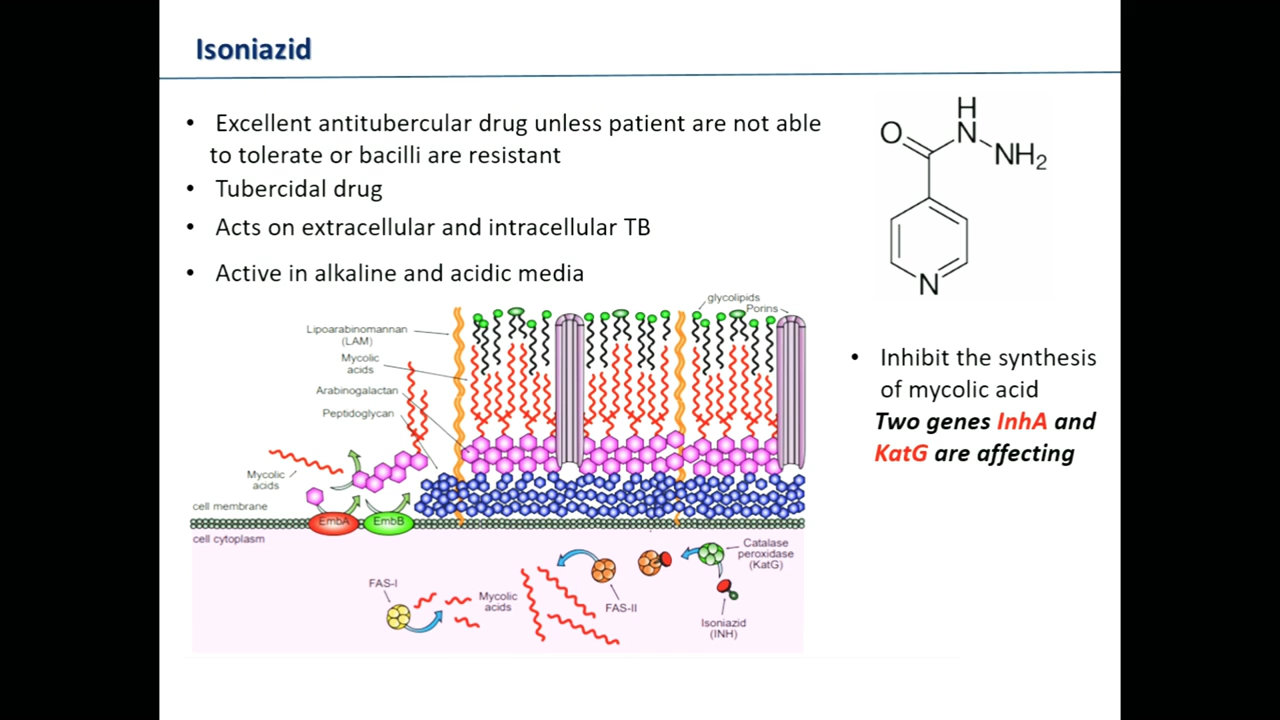 Isoniazid
• Excellent antitubercular drug unless patient are not able
to tolerate or bacilli are resistant
• Tubercidal drug
• Acts on extracellular and intracellular TB
• Active in alkaline and acidic media
O
H
N
NH2
N
• Inhibit the synthesis
of mycolic acid
Two genes InhA and
KatG are affecting
glycolipids
Porins
Lipoarabinomannan
(LAM)
Mycolic
acids
Arabinogalactan
Peptidoglycan
Mycolic
acids
cell membrane
EmbA
EmbB
cell cytoplasm
Catalase
peroxidase
(KatG)
FAS-I
Mycolic
acids
FAS-II
Isoniazid
(INH)